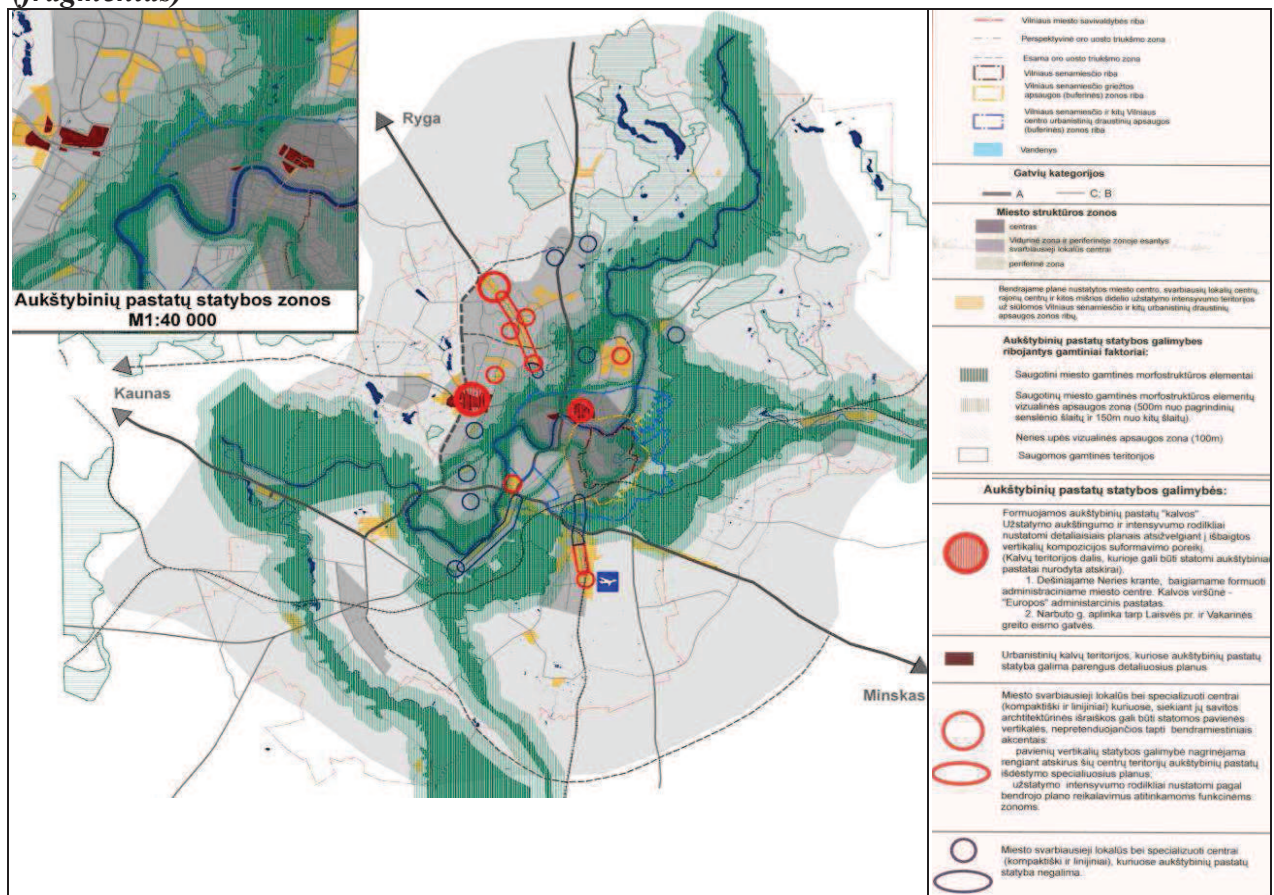 (fragmentas)
Aukštybinių pastatų statybos zonos
M1:40 000
Ryga
Kaunas
Minskas
Vilniaus miesto savivaldybės riba
Perspektyvinė oro uosto triukšmo zona
Esama oro uosto triukšmo zona
Vilniaus senamiesčio riba
Vilniaus senamiesčio griežtos
apsaugos (buferinės) zonos riba
Vilniaus senamiesčio ir kitų Vilniaus
centro urbanistinių draustinių apsaugos
(buferinės) zonos riba
Vandenys
Gatvių kategorijos
A C; B
Miesto struktūros zonos
centras
Vidurinė zona ir periferinėje zonoje esantys
svarbiausieji lokalūs centrai
periferinė zona
Bendrajame plane nustatytos miesto centro, svarbiausių lokalių centrų,
rajonų centrų ir kitos mišrios didelio užstatymo intensyvumo teritorijos
už siūlomos Vilniaus senamiesčio ir kitų urbanistinių draustinių
apsaugos zonos ribų.
Aukštybinių pastatų statybos galimybes
ribojantys gamtiniai faktoriai:
Saugotini miesto gamtinės morfostruktūros elementai
Saugotinų miesto gamtinės morfostruktūros elementų
vizualinės apsaugos zona (500m nuo pagrindinių
senslėnio šlaitų ir 150m nuo kitų šlaitų)
Neries upės vizualinės apsaugos zona (100m)
Saugomos gamtinės teritorijos
Aukštybinių pastatų statybos galimybės:
Formuojamos aukštybinių pastatų "kalvos"
Užstatymo aukštingumo ir intensyvumo rodilkliai
nustatomi detaliaisiais planais atsižvelgiant į išbaigtos
vertikalių kompozicijos suformavimo poreikį.
(Kalvų teritorijos dalis, kurioje gali būti statomi aukštybiniai
pastatai nurodyta atskirai).
1. Dešiniajame Neries krante, baigiamame formuoti
administraciniame miesto centre. Kalvos viršūnė -
"Europos" administarcinis pastatas.
2. Narbuto g. aplinka tarp Laisvės pr. ir Vakarinės
greito eismo gatvės.
Urbanistinių kalvų teritorijos, kuriose aukštybinių pastatų
statyba galima parengus detaliuosius planus
Miesto svarbiausieji lokalūs bei specializuoti centrai
(kompaktiški ir linijiniai) kuriuose, siekiant jų savitos
architektūrinės išraiškos gali būti statomos pavienės
vertikalės, nepretenduojančios tapti bendramiestiniais
akcentais:
pavienių vertikalių statybos galimybė nagrinėjama
rengiant atskirus šių centrų teritorijų aukštybinių pastatų
išdėstymo specialiuosius planus;
užstatymo intensyvumo rodilkliai nustatomi pagal
bendrojo plano reikalavimus atitinkamoms funkcinėms
zonoms.
Miesto svarbiausieji lokalūs bei specializuoti centrai
(kompaktiški ir linijiniai), kuriuose aukštybinių pastatų
statyba negalima.